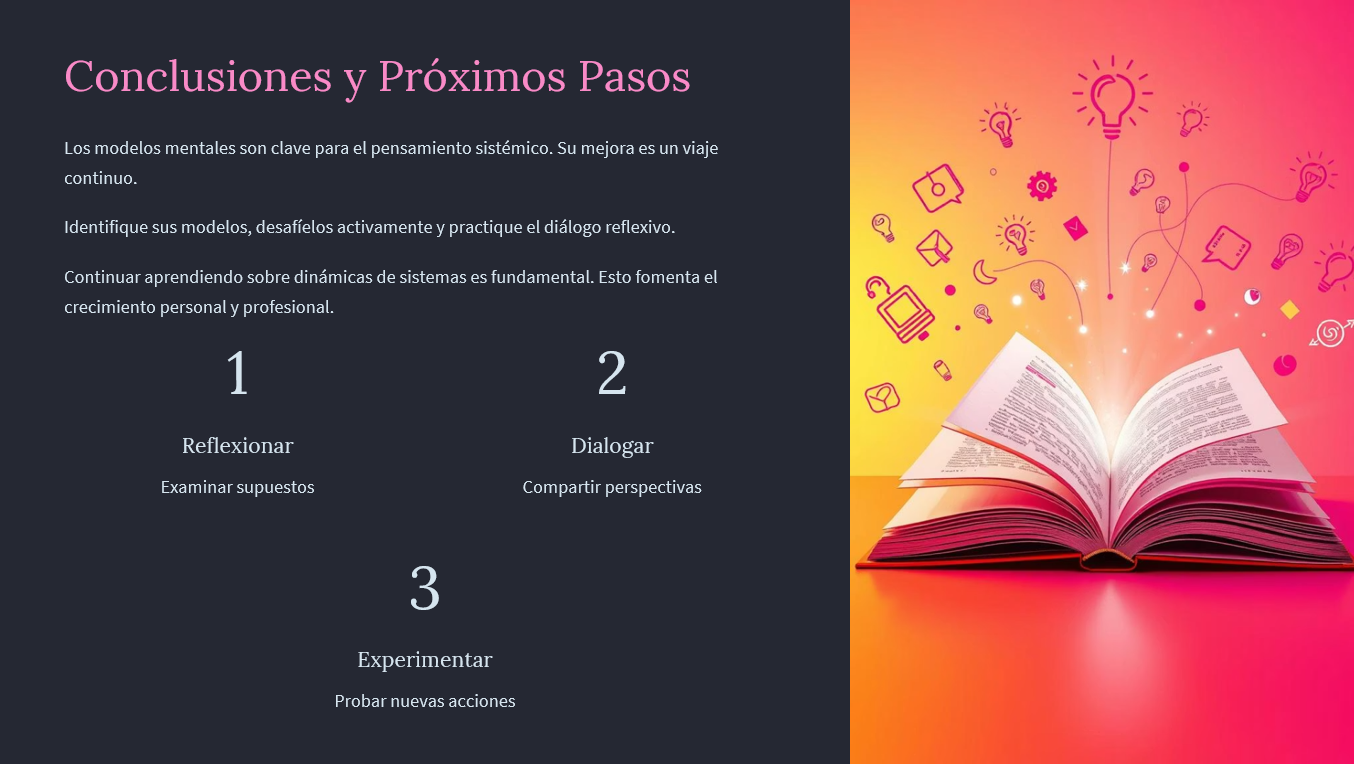 Conclusiones y Próximos Pasos
Los modelos mentales son clave para el pensamiento sistémico. Su mejora es un viaje
continuo.
Identifique sus modelos, desafíelos activamente y practique el diálogo reflexivo.
Continuar aprendiendo sobre dinámicas de sistemas es fundamental. Esto fomenta el
crecimiento personal y profesional.
1
Reflexionar
Examinar supuestos
2
Dialogar
Compartir perspectivas
3
Experimentar
Probar nuevas acciones